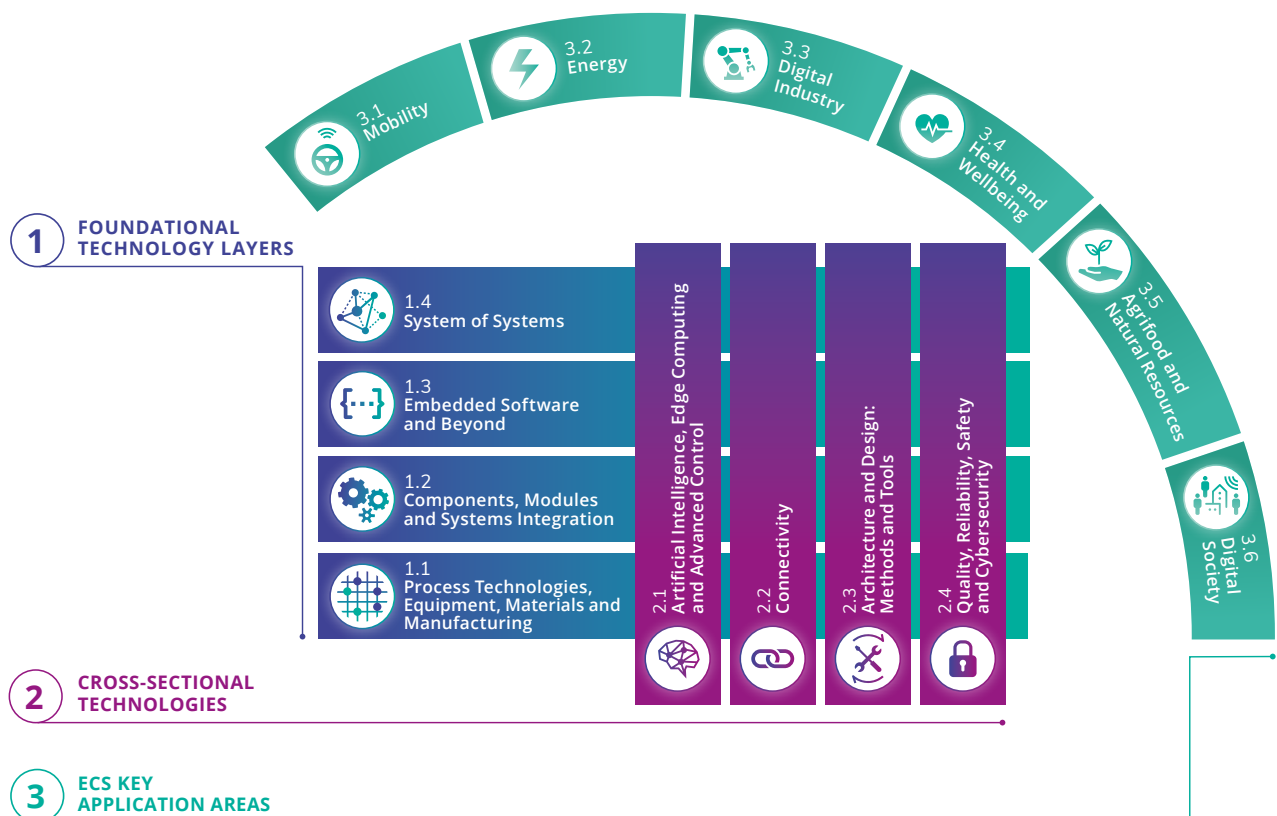 3.1
Mobility
3.2
Energy
3.3
Digital
Industry
3.4
Health and
Wellbeing
3.5
Agrifood and
Natural Resources
3.6
Digital
Society
1
FOUNDATIONAL
TECHNOLOGY LAYERS
1.4
System of Systems
1.3
Embedded Software
and Beyond
1.2
Components, Modules
and Systems Integration
1.1
Process Technologies,
Equipment, Materials and
Manufacturing
2.1
Artificial Intelligence, Edge Computing
and Advanced Control
2.2
Connectivity
2.3
Architecture and Design:
Methods and Tools
2.4
Quality, Reliability, Safety
and Cybersecurity
2
CROSS-SECTIONAL
TECHNOLOGIES
3
ECS KEY
APPLICATION AREAS